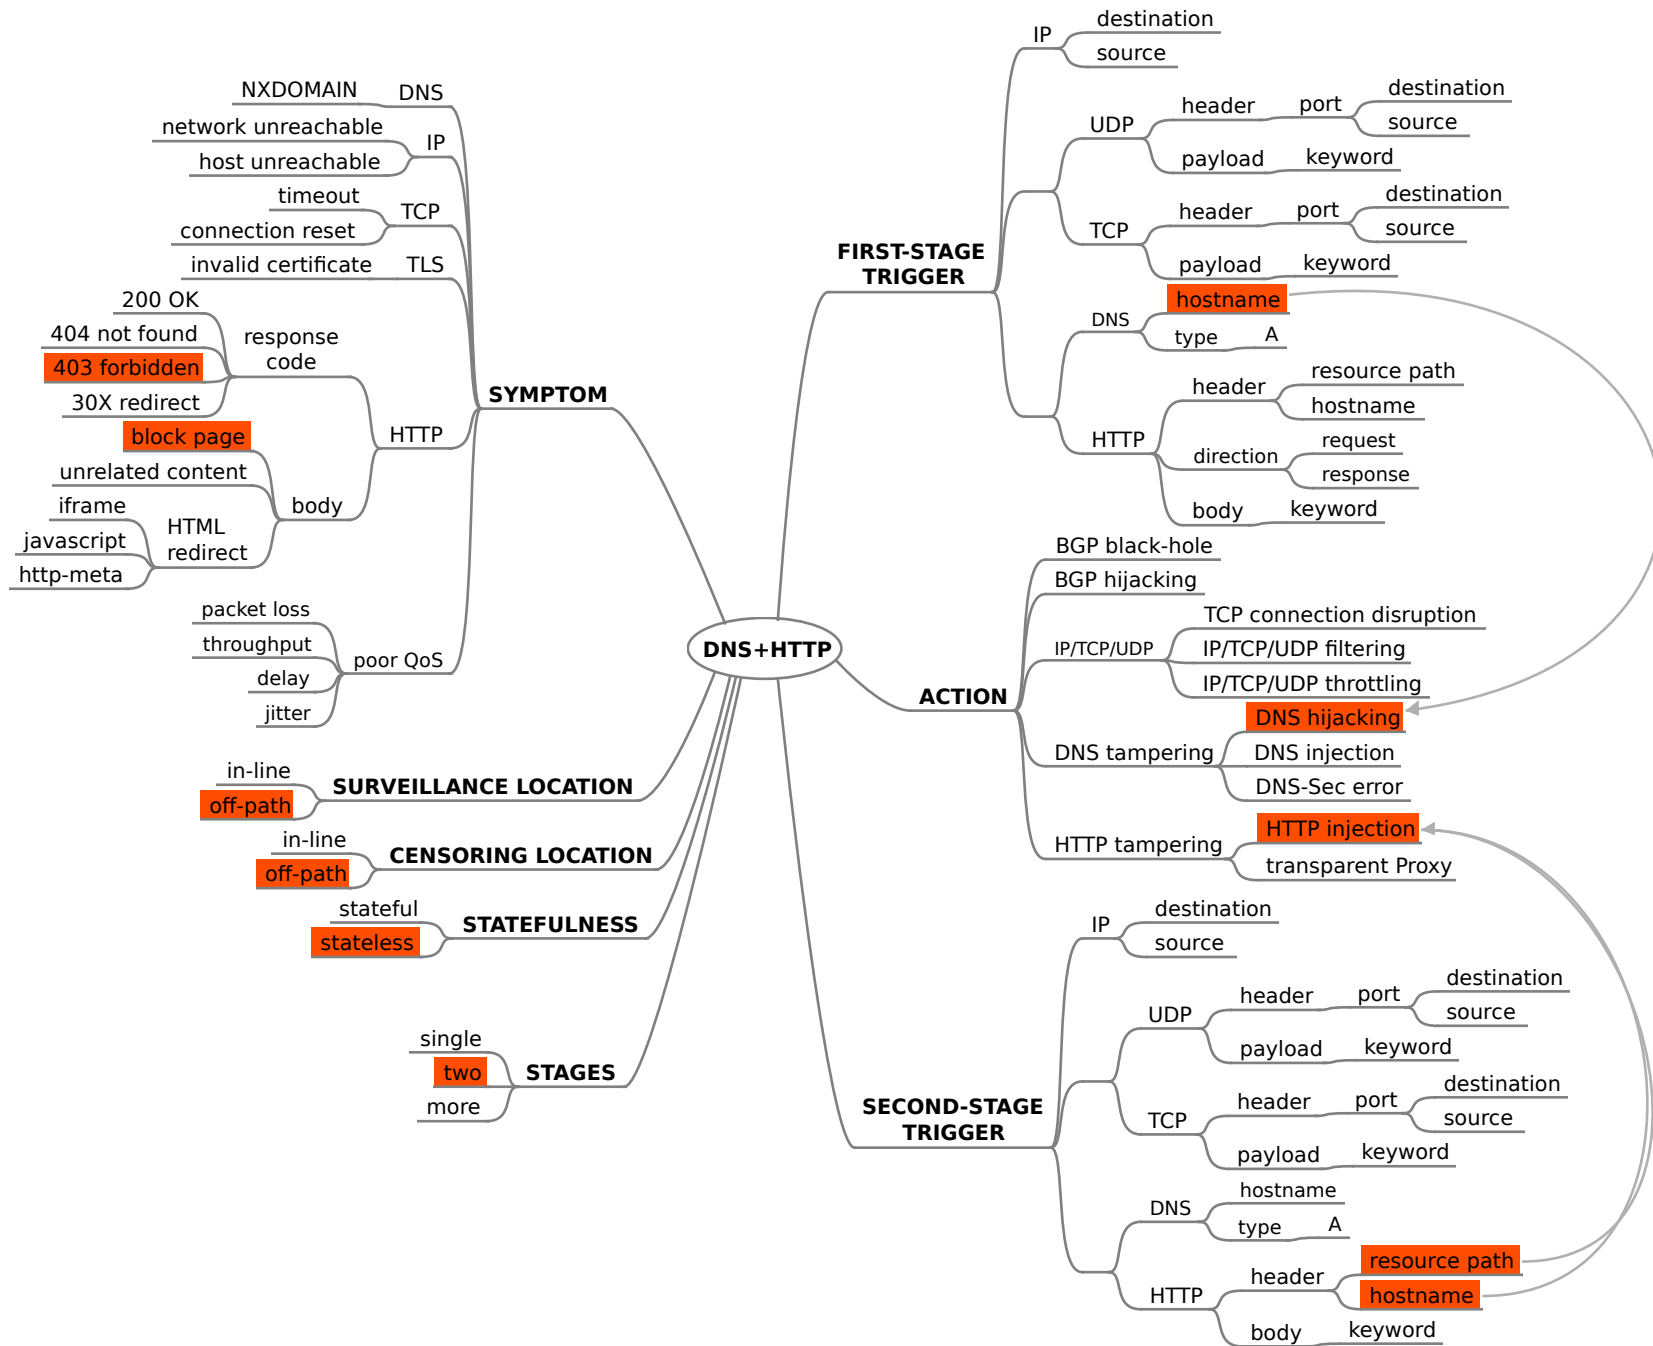 NXDOMAIN
DNS
network unreachable
IP
host unreachable
timeout
TCP
connection reset
invalid certificate
TLS
200 OK
404 not found
response
code
403 forbidden
30X redirect
SYMPTOM
block page
HTTP
unrelated content
iframe
body
HTML
redirect
javascript
http-meta
packet loss
throughput
poor QoS
delay
jitter
in-line
SURVEILLANCE LOCATION
off-path
in-line
CENSORING LOCATION
off-path
stateful
STATEFULNESS
stateless
single
two
STAGES
more
DNS+HTTP
FIRST-STAGE
TRIGGER
IP
destination
source
UDP
header
port
destination
source
payload
keyword
TCP
header
port
destination
source
payload
keyword
DNS
hostname
type
A
HTTP
header
resource path
hostname
direction
request
response
body
keyword
ACTION
BGP black-hole
BGP hijacking
IP/TCP/UDP
TCP connection disruption
IP/TCP/UDP filtering
IP/TCP/UDP throttling
DNS tampering
DNS hijacking
DNS injection
DNS-Sec error
HTTP tampering
HTTP injection
transparent Proxy
SECOND-STAGE
TRIGGER
IP
destination
source
UDP
header
port
destination
source
payload
keyword
TCP
header
port
destination
source
payload
keyword
DNS
hostname
type
A
HTTP
header
resource path
hostname
body
keyword